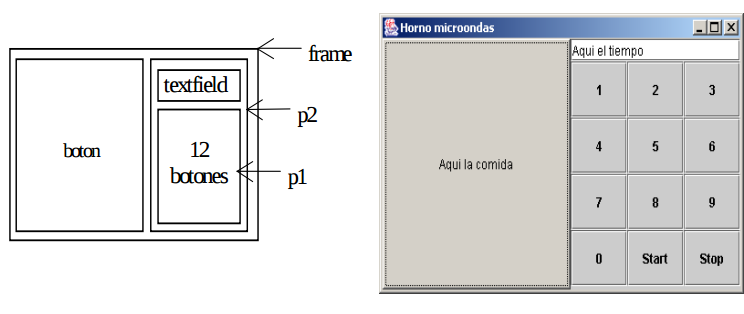 frame
textfield
p2
boton
12
botones
p1
Horno microondas
Aqui el tiempo
Aqui la comida
1 2 3
4 5 6
7 8 9
0 Start Stop